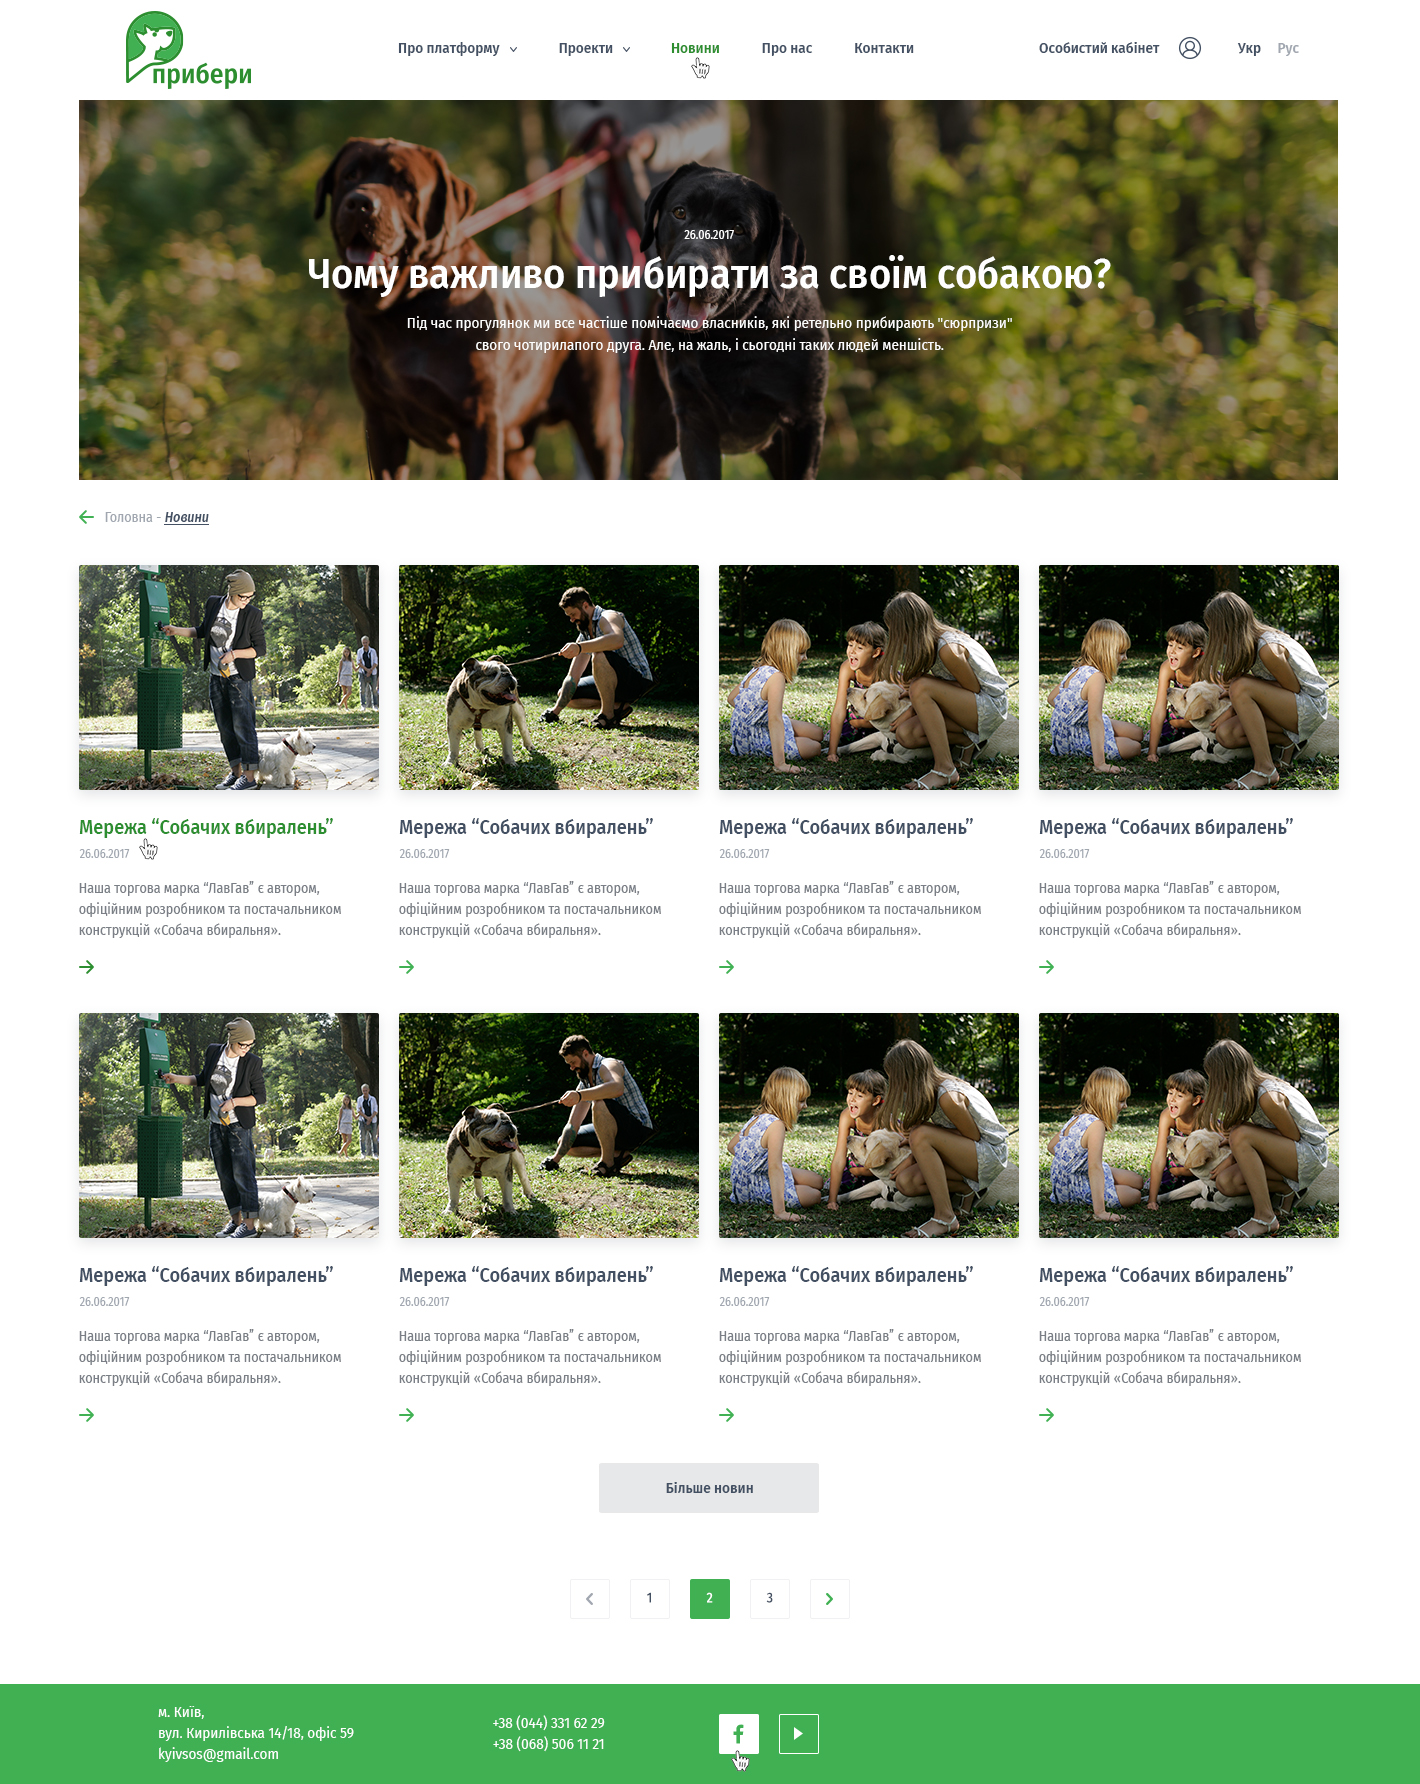 прибери
Про платформу
Проекти
Новини
Про нас
Контакти
Особистий кабінет
Укр
Рус
26.06.2017
Чому важливо прибирати за своїм собакою?
Під час прогулянок ми все частіше помічаємо власників, які ретельно прибирають "сюрпризи"
свого чотирилапого друга. Але, на жаль, і сьогодні таких людей меншість.
Головна - Новини
Мережа “Собачих вбиралень”
26.06.2017
Наша торгова марка “ЛавГав” є автором,
офіційним розробником та постачальником
конструкцій «Собача вбиральня».
Мережа “Собачих вбиралень”
26.06.2017
Наша торгова марка “ЛавГав” є автором,
офіційним розробником та постачальником
конструкцій «Собача вбиральня».
Мережа “Собачих вбиралень”
26.06.2017
Наша торгова марка “ЛавГав” є автором,
офіційним розробником та постачальником
конструкцій «Собача вбиральня».
Мережа “Собачих вбиралень”
26.06.2017
Наша торгова марка “ЛавГав” є автором,
офіційним розробником та постачальником
конструкцій «Собача вбиральня».
Мережа “Собачих вбиралень”
26.06.2017
Наша торгова марка “ЛавГав” є автором,
офіційним розробником та постачальником
конструкцій «Собача вбиральня».
Мережа “Собачих вбиралень”
26.06.2017
Наша торгова марка “ЛавГав” є автором,
офіційним розробником та постачальником
конструкцій «Собача вбиральня».
Мережа “Собачих вбиралень”
26.06.2017
Наша торгова марка “ЛавГав” є автором,
офіційним розробником та постачальником
конструкцій «Собача вбиральня».
Мережа “Собачих вбиралень”
26.06.2017
Наша торгова марка “ЛавГав” є автором,
офіційним розробником та постачальником
конструкцій «Собача вбиральня».
Більше новин
1
2
3
м. Київ,
вул. Кирилівська 14/18, офіс 59
kyivsos@gmail.com
+38 (044) 331 62 29
+38 (068) 506 11 21